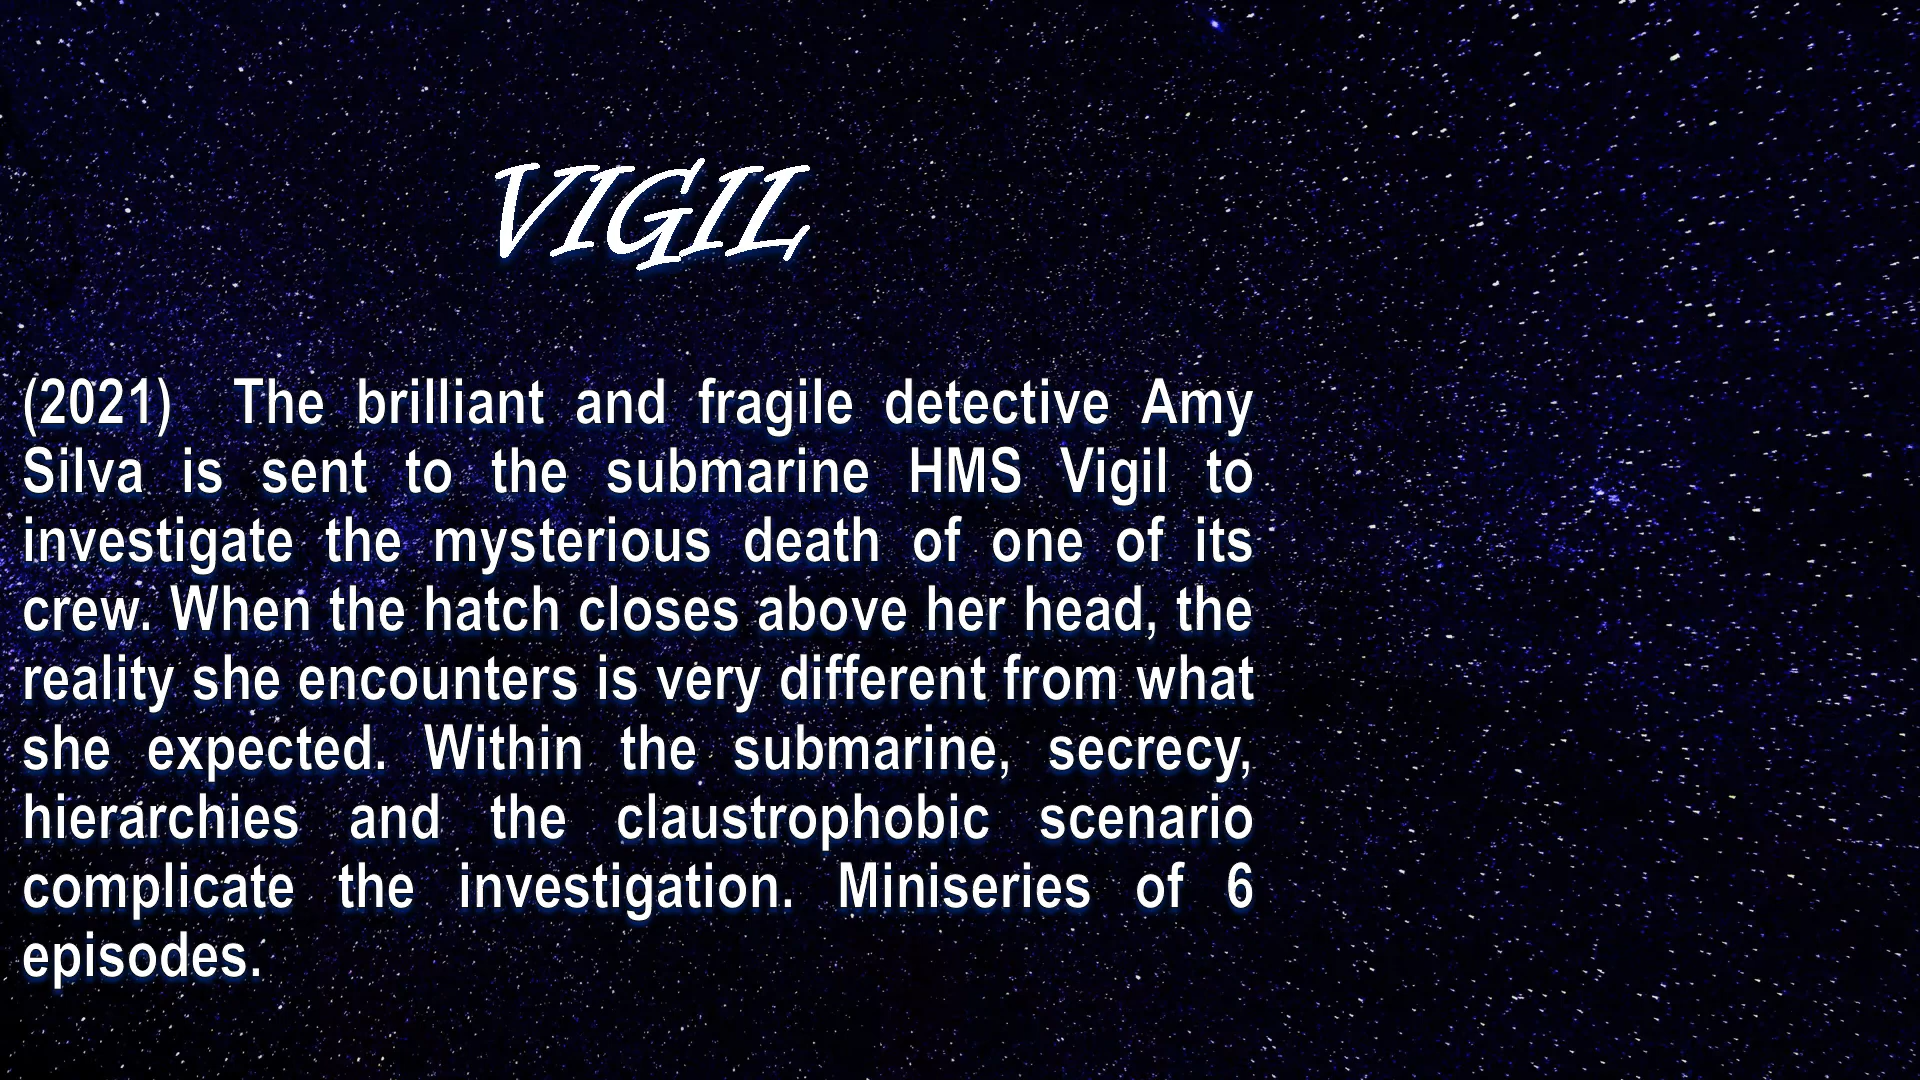 VIGIL
(2021) The brilliant and fragile detective Amy
Silva is sent to the submarine HMS Vigil to
investigate the mysterious death of one of its
crew. When the hatch closes above her head, the
reality she encounters is very different from what
she expected. Within the submarine, secrecy,
hierarchies and the claustrophobic scenario
complicate the investigation. Miniseries of 6
episodes.